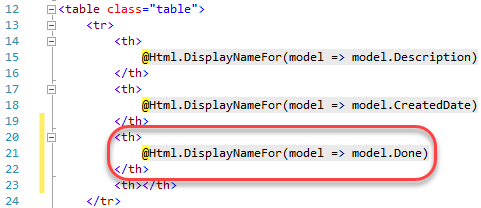 12 <table class="table">
13 <tr>
14 <th>
15 @Html.DisplayNameFor(model => model.Description)
16 </th>
17 <th>
18 @Html.DisplayNameFor(model => model.CreatedDate)
19 </th>
20 <th>
21 @Html.DisplayNameFor(model => model.Done)
22 </th>
23 <th></th>
24 </tr>